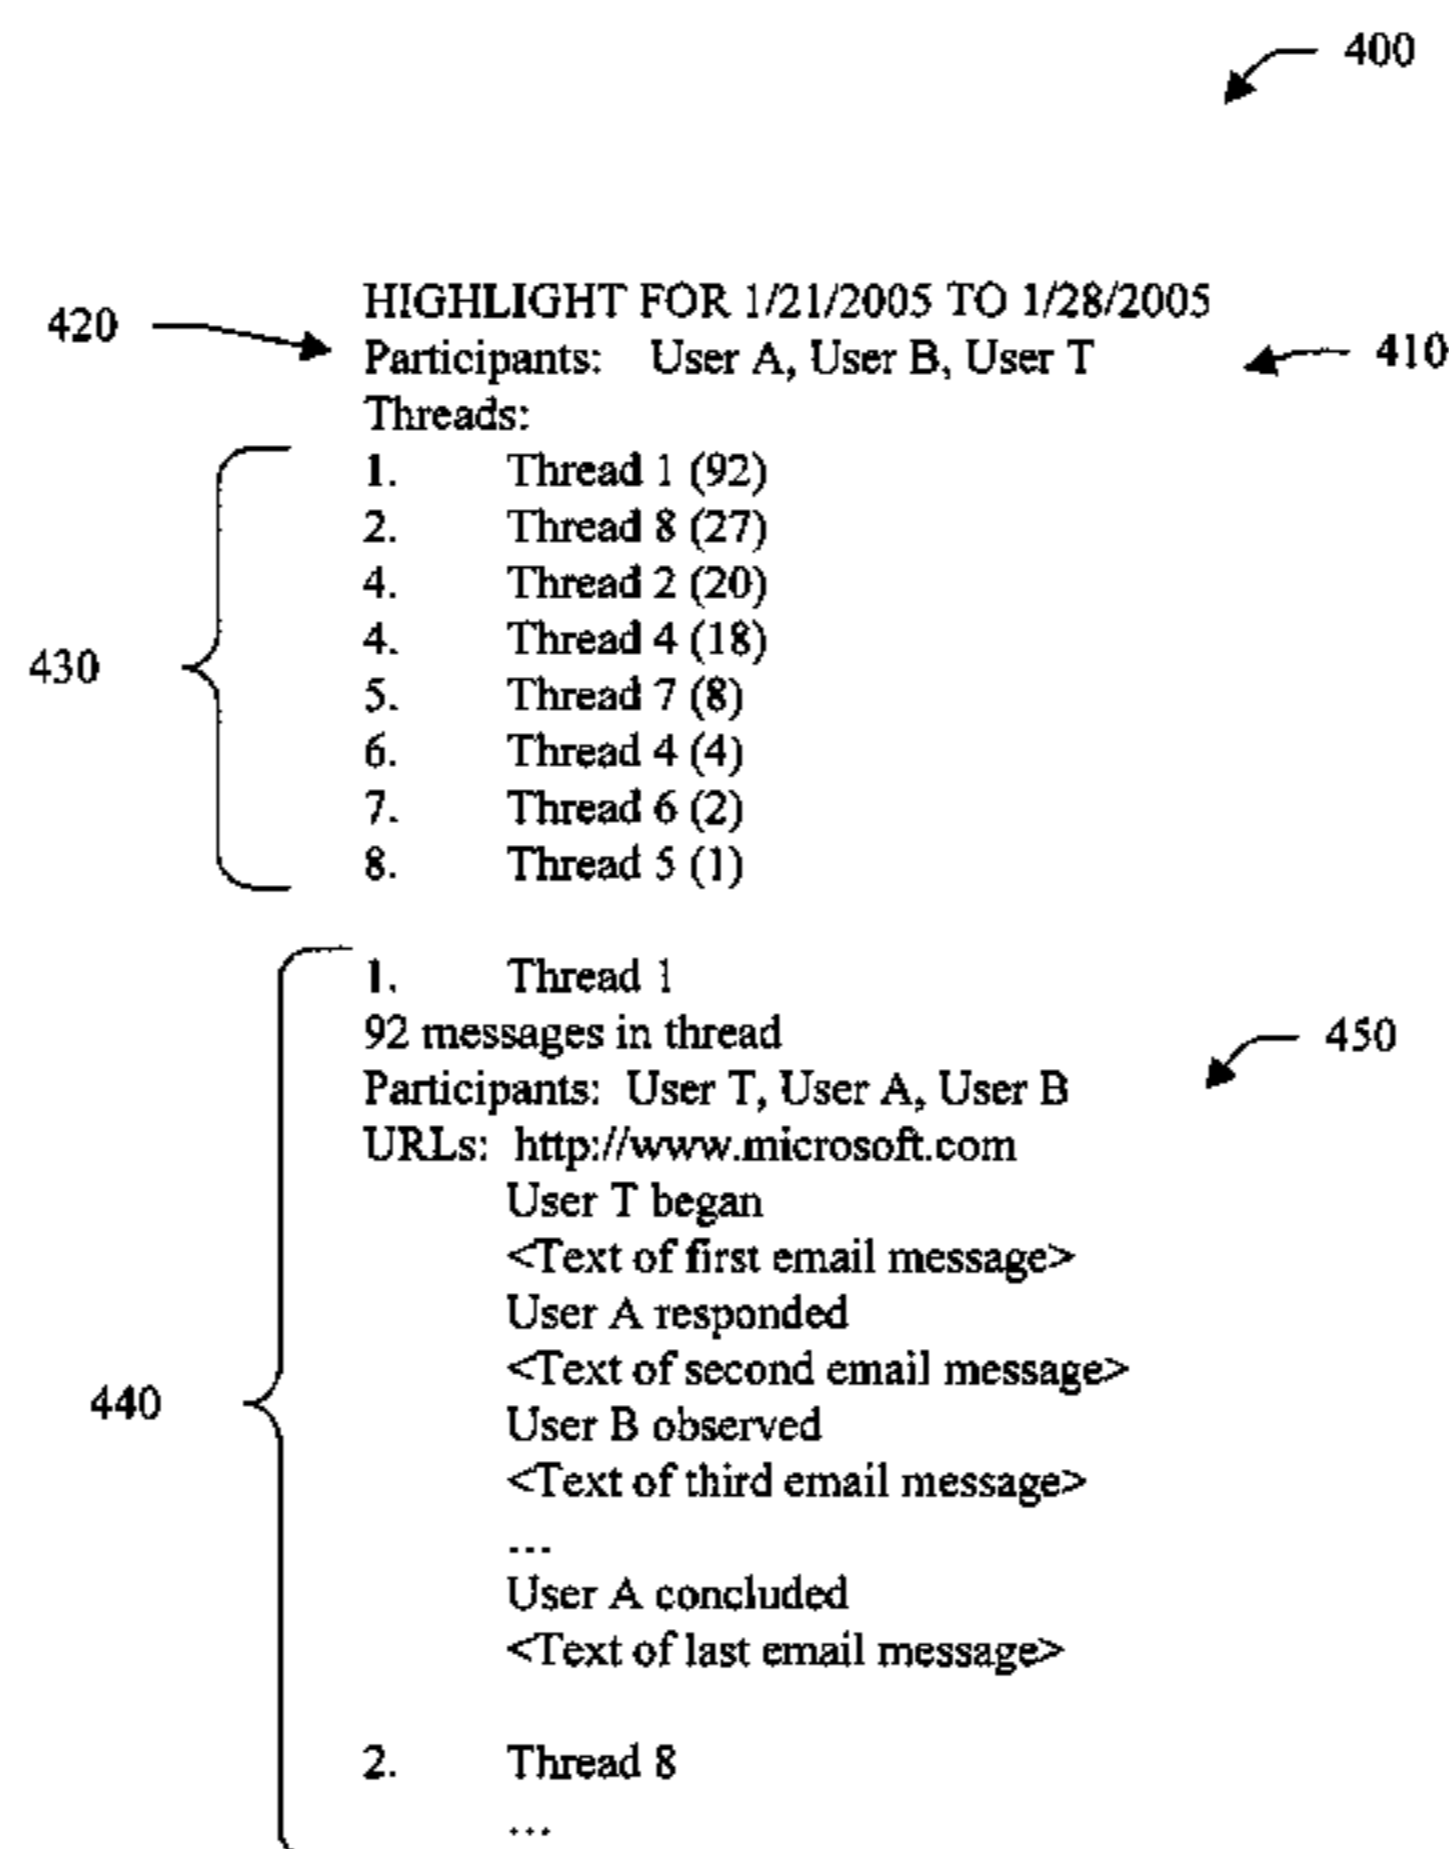 400
HIGHLIGHT FOR 1/21/2005 TO 1/28/2005
420
Participants: User A, User B, User T
410
Threads:
1. Thread 1 (92)
2. Thread 8 (27)
4. Thread 2 (20)
4. Thread 4 (18)
430
5. Thread 7 (8)
6. Thread 4 (4)
7. Thread 6 (2)
8. Thread 5 (1)
1. Thread 1
92 messages in thread
450
Participants: User T, User A, User B
URLs: http://www.microsoft.com
User T began
<Text of first email message>
User A responded
<Text of second email message>
440
User B observed
<Text of third email message>
...
User A concluded
<Text of last email message>
2. Thread 8
...